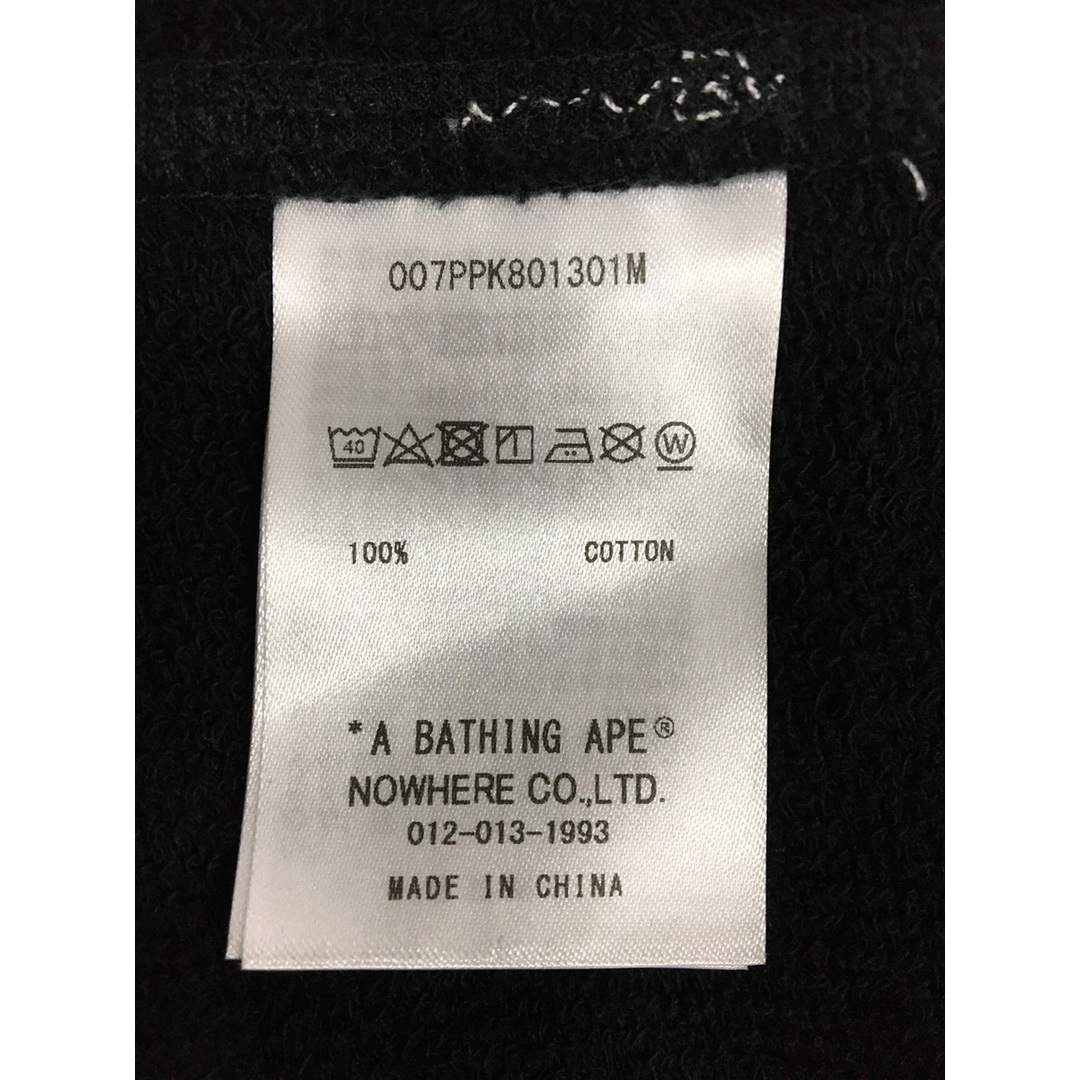 007PPK801301M
40 W
100% COTTON
*A BATHING APE®
NOWHERE CO.,LTD.
012-013-1993
MADE IN CHINA